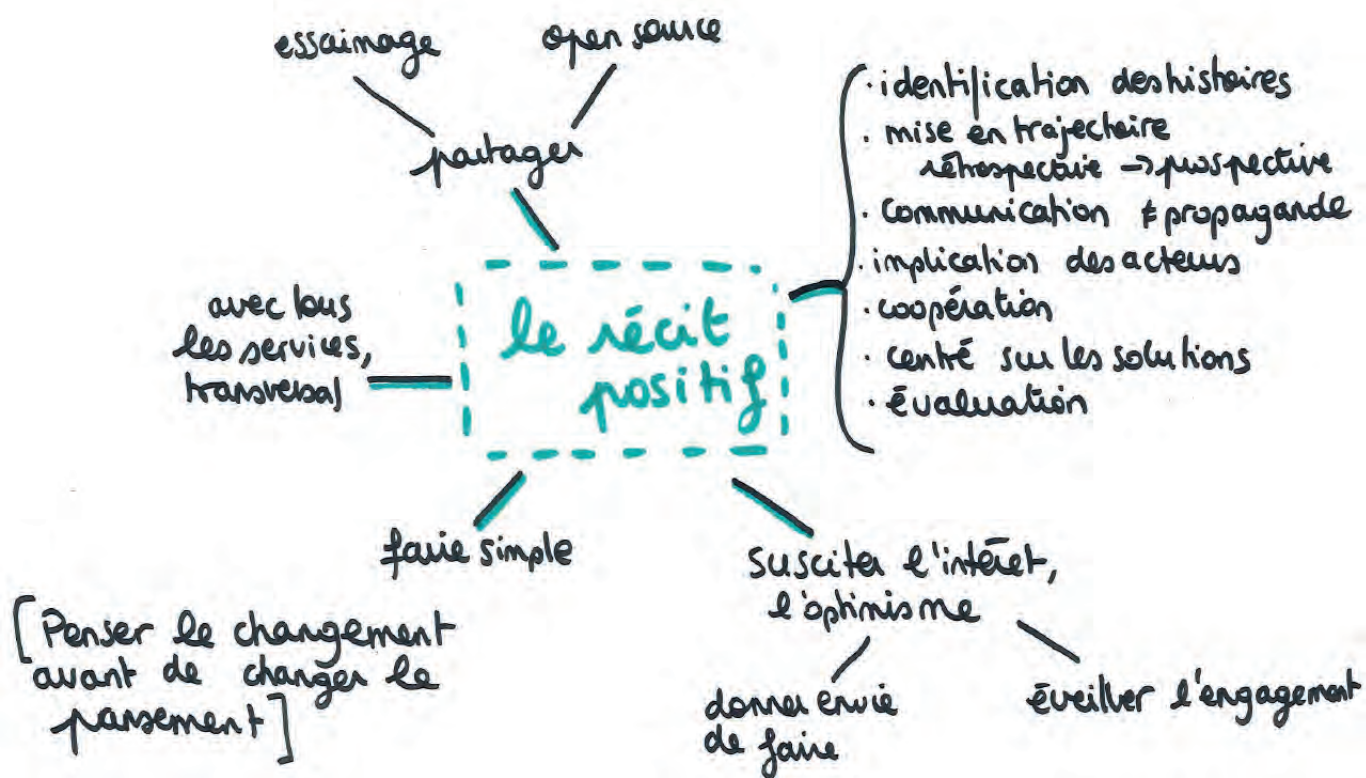 essaimage
open source
partager
le récit
positif
· identification des histoires
· mise en trajectoire
rétrospective → prospective
· communication ≠ propagande
· implication des acteurs
· coopération
· centré sur les solutions
· évaluation
avec tous
les services,
transversal
faire simple
[Penser le changement
avant de changer le
pansement]
susciter l'intérêt,
l'optimisme
donner envie
de faire
éveiller l'engagement